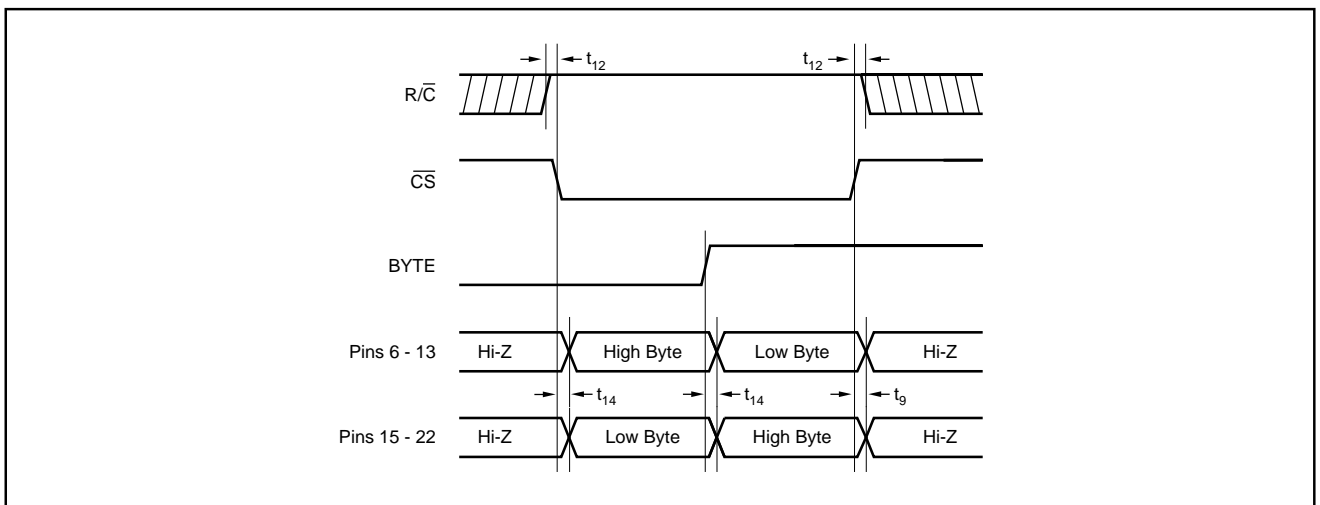 t12 t12
R/C̅
C̅S̅
BYTE
Pins 6 - 13 Hi-Z High Byte Low Byte Hi-Z
t14 t14 t9
Pins 15 - 22 Hi-Z Low Byte High Byte Hi-Z